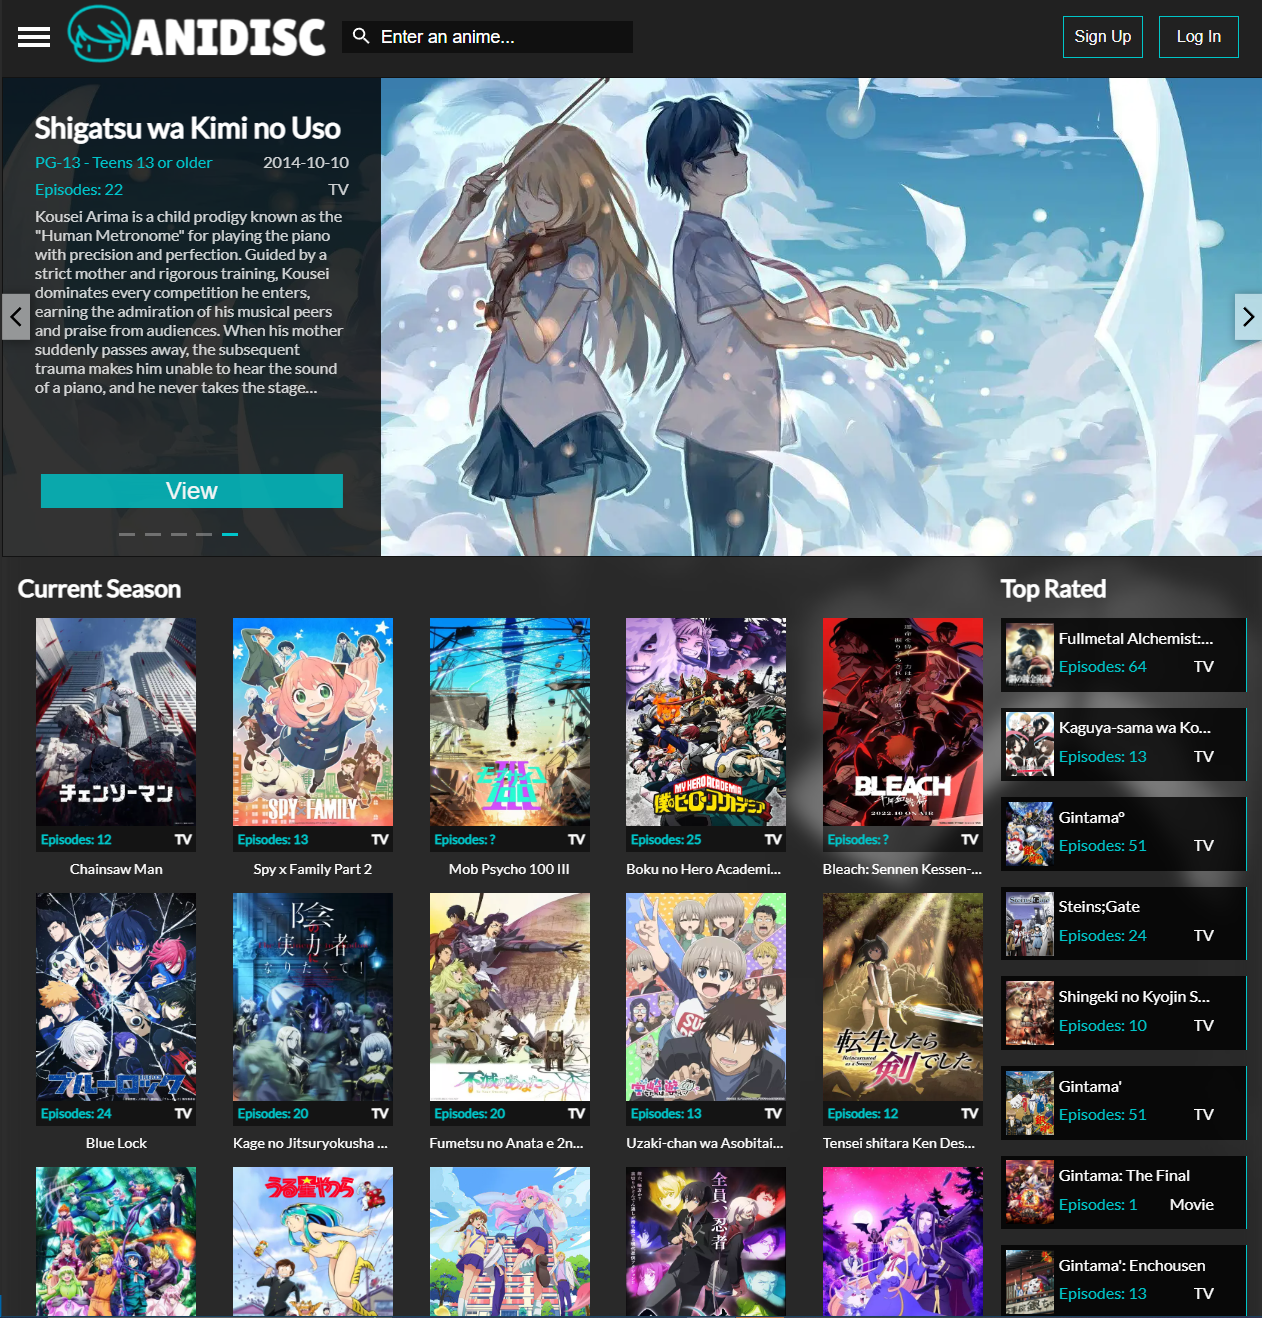 ANIDISC
Enter an anime...
Sign Up
Log In
Shigatsu wa Kimi no Uso
PG-13 - Teens 13 or older
2014-10-10
Episodes: 22
TV
Kousei Arima is a child prodigy known as the
"Human Metronome" for playing the piano
with precision and perfection. Guided by a
strict mother and rigorous training, Kousei
dominates every competition he enters,
earning the admiration of his musical peers
and praise from audiences. When his mother
suddenly passes away, the subsequent
trauma makes him unable to hear the sound
of a piano, and he never takes the stage...
View
Current Season
チェンソーマン
Episodes: 12
TV
Chainsaw Man
SPY FAMILY
Episodes: 13
TV
Spy x Family Part 2
Episodes: ?
TV
Mob Psycho 100 III
MY HERO ACADEMIA
僕のヒーローアカデミア
Episodes: 25
TV
Boku no Hero Academi...
BLEACH
2022.10 ON AIR
Episodes: ?
TV
Bleach: Sennen Kessen-...
ブルーロック
Episodes: 24
TV
Blue Lock
陰の
実力者
なりたくて！
Episodes: 20
TV
Kage no Jitsuryokusha ...
不滅のあなたへ
Episodes: 20
TV
Fumetsu no Anata e 2n...
Episodes: 13
TV
Uzaki-chan wa Asobitai...
転生したら
Reincarnated
as a Sword
剣でした
Episodes: 12
TV
Tensei shitara Ken Des...
うる星やつら
全員、
忍者
Top Rated
Fullmetal Alchemist:...
Episodes: 64
TV
Kaguya-sama wa Ko...
Episodes: 13
TV
Gintama°
Episodes: 51
TV
Steins;Gate
Episodes: 24
TV
Shingeki no Kyojin S...
Episodes: 10
TV
Gintama'
Episodes: 51
TV
Gintama: The Final
Episodes: 1
Movie
Gintama': Enchousen
Episodes: 13
TV